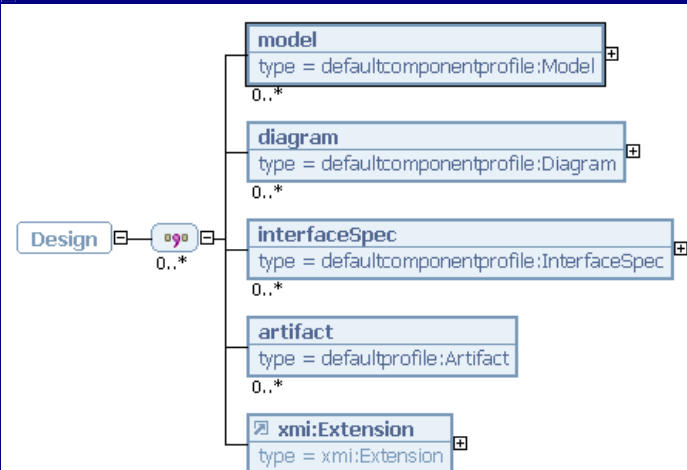 model
type = defaultcomponentprofile:Model
0..*
diagram
type = defaultcomponentprofile:Diagram
0..*
Design
0..*
interfaceSpec
type = defaultcomponentprofile:InterfaceSpec
0..*
artifact
type = defaultprofile:Artifact
0..*
xmi:Extension
type = xmi:Extension